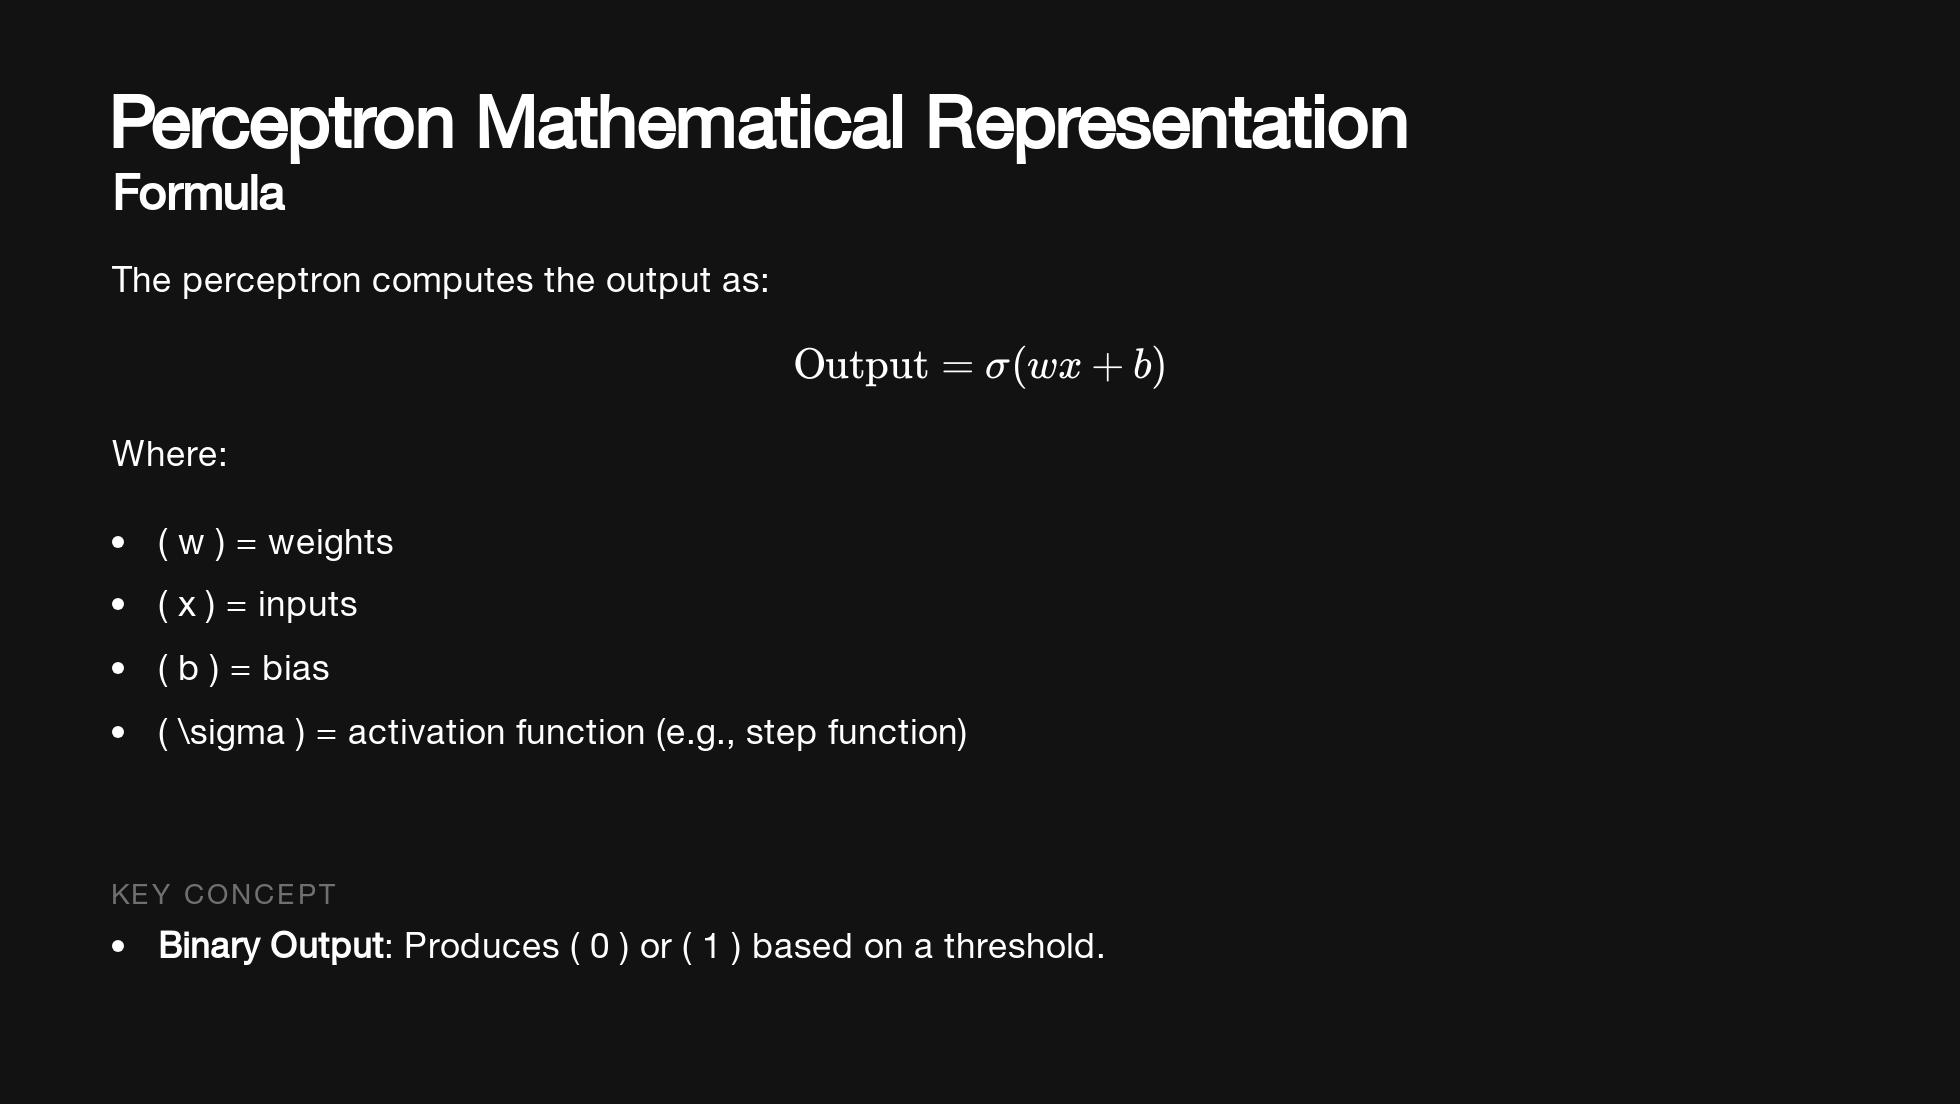 Perceptron Mathematical Representation
Formula
The perceptron computes the output as:
Output = σ(wx + b)
Where:
• ( w ) = weights
• ( x ) = inputs
• ( b ) = bias
• ( \sigma ) = activation function (e.g., step function)
KEY CONCEPT
• Binary Output: Produces ( 0 ) or ( 1 ) based on a threshold.